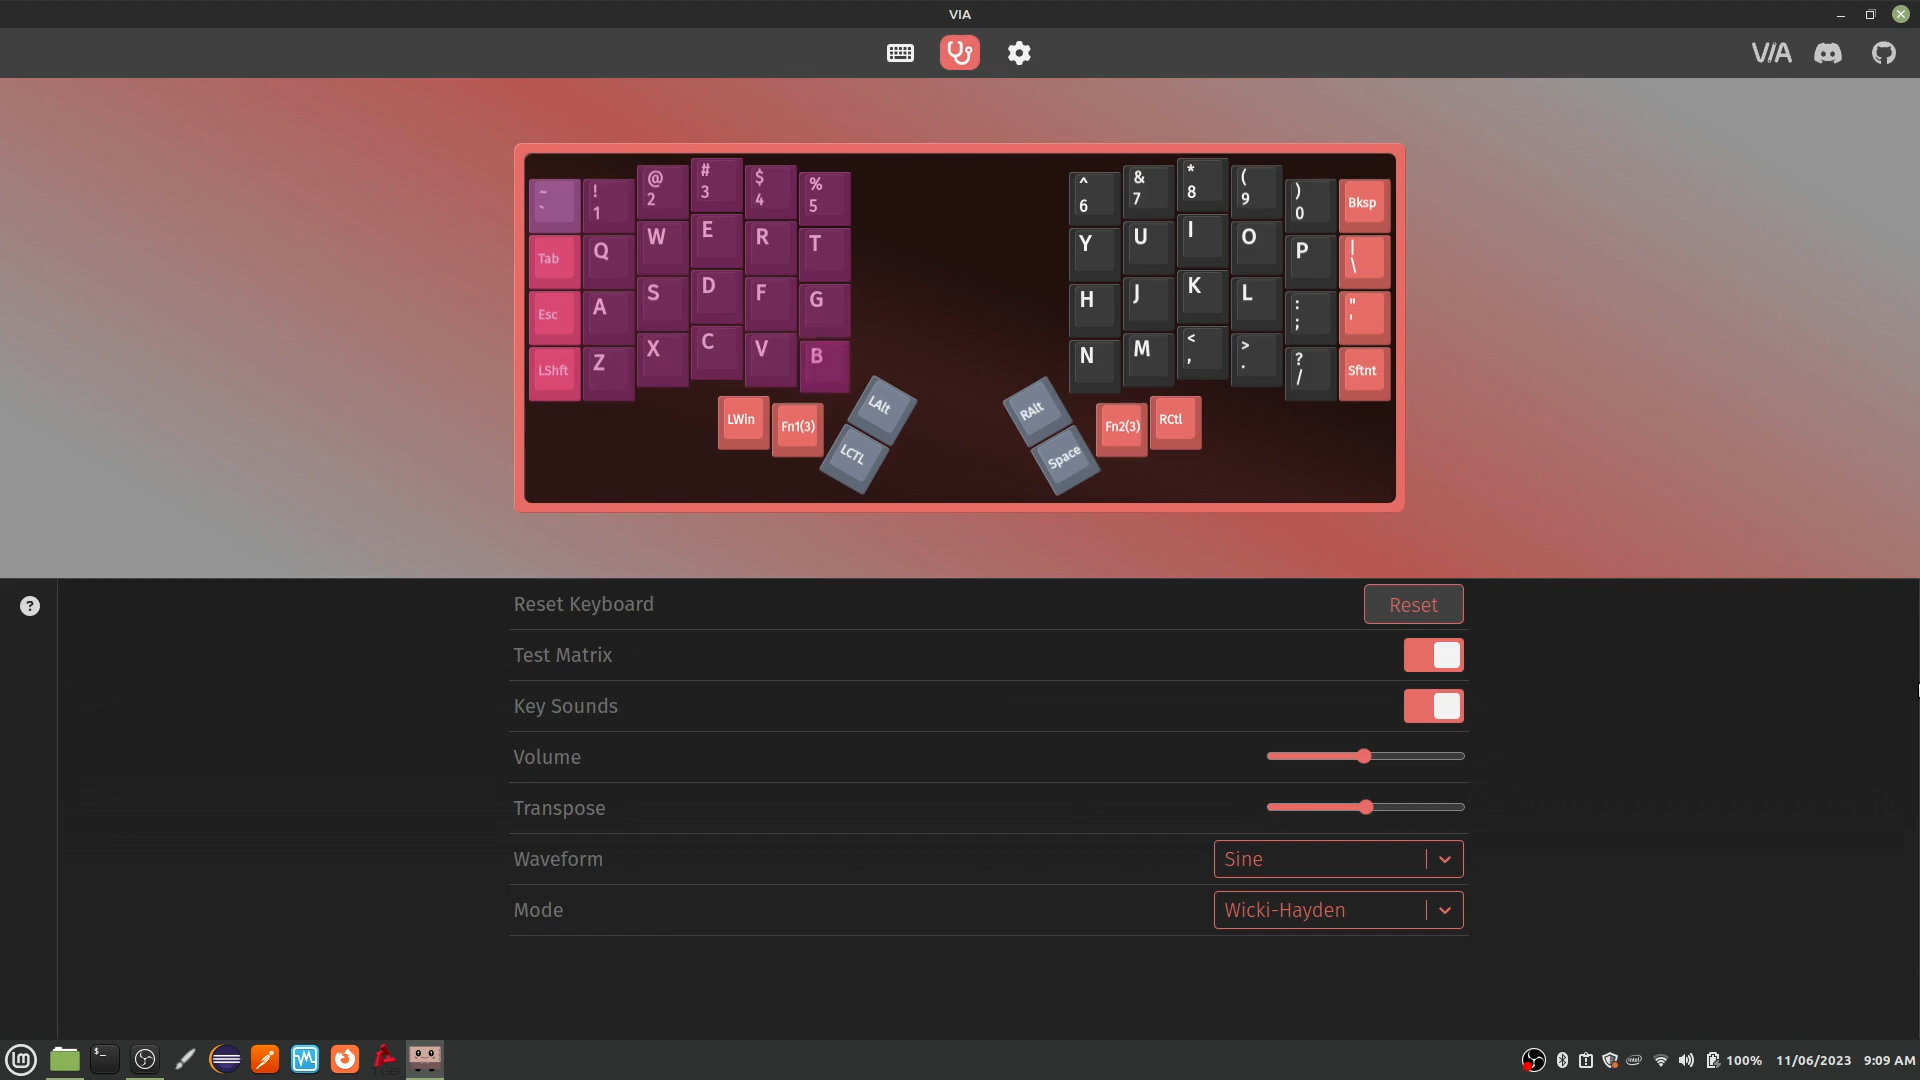 VIA
VIA
~
`
!
1
@
2
#
3
$
4
%
5
^
6
&
7
*
8
(
9
)
0
Bksp
Tab
Q
W
E
R
T
Y
U
I
O
P
|
\
Esc
A
S
D
F
G
H
J
K
L
:
;
"
'
LShft
Z
X
C
V
B
N
M
<
,
>
.
?
/
Sftnt
LWin
Fn1(3)
LAlt
LCTL
RAlt
Space
Fn2(3)
RCtl
?
Reset Keyboard
Reset
Test Matrix
Key Sounds
Volume
Transpose
Waveform
Sine
Mode
Wicki-Hayden
100%
11/06/2023
9:09 AM